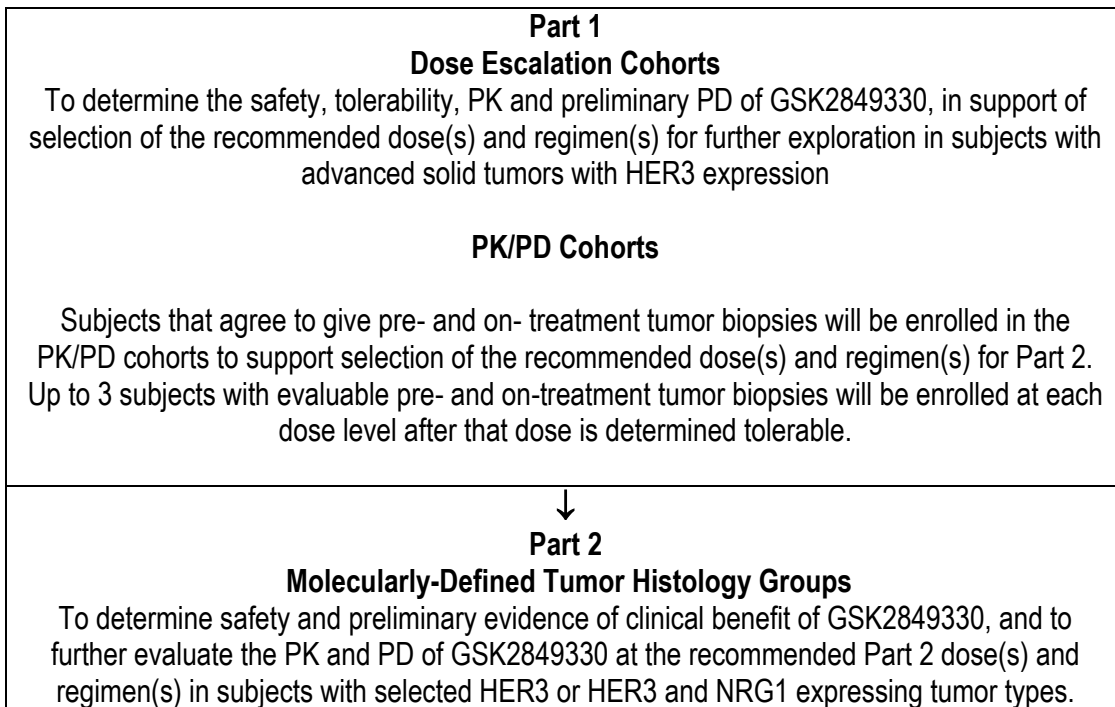 Part 1
Dose Escalation Cohorts
To determine the safety, tolerability, PK and preliminary PD of GSK2849330, in support of
selection of the recommended dose(s) and regimen(s) for further exploration in subjects with
advanced solid tumors with HER3 expression
PK/PD Cohorts
Subjects that agree to give pre- and on- treatment tumor biopsies will be enrolled in the
PK/PD cohorts to support selection of the recommended dose(s) and regimen(s) for Part 2.
Up to 3 subjects with evaluable pre- and on-treatment tumor biopsies will be enrolled at each
dose level after that dose is determined tolerable.
↓
Part 2
Molecularly-Defined Tumor Histology Groups
To determine safety and preliminary evidence of clinical benefit of GSK2849330, and to
further evaluate the PK and PD of GSK2849330 at the recommended Part 2 dose(s) and
regimen(s) in subjects with selected HER3 or HER3 and NRG1 expressing tumor types.